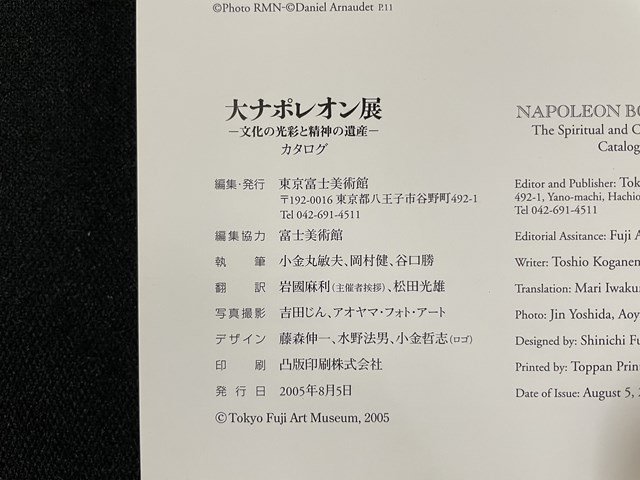 ©Photo RMN-©Daniel Arnaudet P.11
大ナポレオン展
−文化の光彩と精神の遺産−
カタログ
編集・発行 東京富士美術館
〒192-0016 東京都八王子市谷野町492-1
Tel 042-691-4511
編集協力 富士美術館
執筆 小金丸敏夫、岡村健、谷口勝
翻訳 岩國麻利(主催者挨拶)、松田光雄
写真撮影 吉田じん、アオヤマ・フォト・アート
デザイン 藤森伸一、水野法男、小金哲志(ロゴ)
印刷 凸版印刷株式会社
発行日 2005年8月5日
© Tokyo Fuji Art Museum, 2005
NAPOLEON BO
The Spiritual and C
Catalog
Editor and Publisher: Tok
492-1, Yano-machi, Hachio
Tel 042-691-4511
Editorial Assitance: Fuji A
Writer: Toshio Koganem
Translation: Mari Iwakun
Photo: Jin Yoshida, Aoy
Designed by: Shinichi Fu
Printed by: Toppan Prin
Date of Issue: August 5, 2